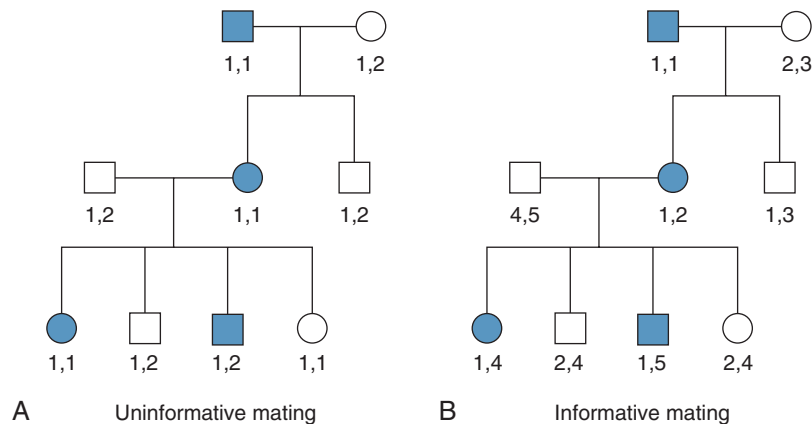 1,1 1,2 1,1 2,3
1,2 1,1 1,2 4,5 1,2 1,3
1,1 1,2 1,2 1,1 1,4 2,4 1,5 2,4
A Uninformative mating B Informative mating